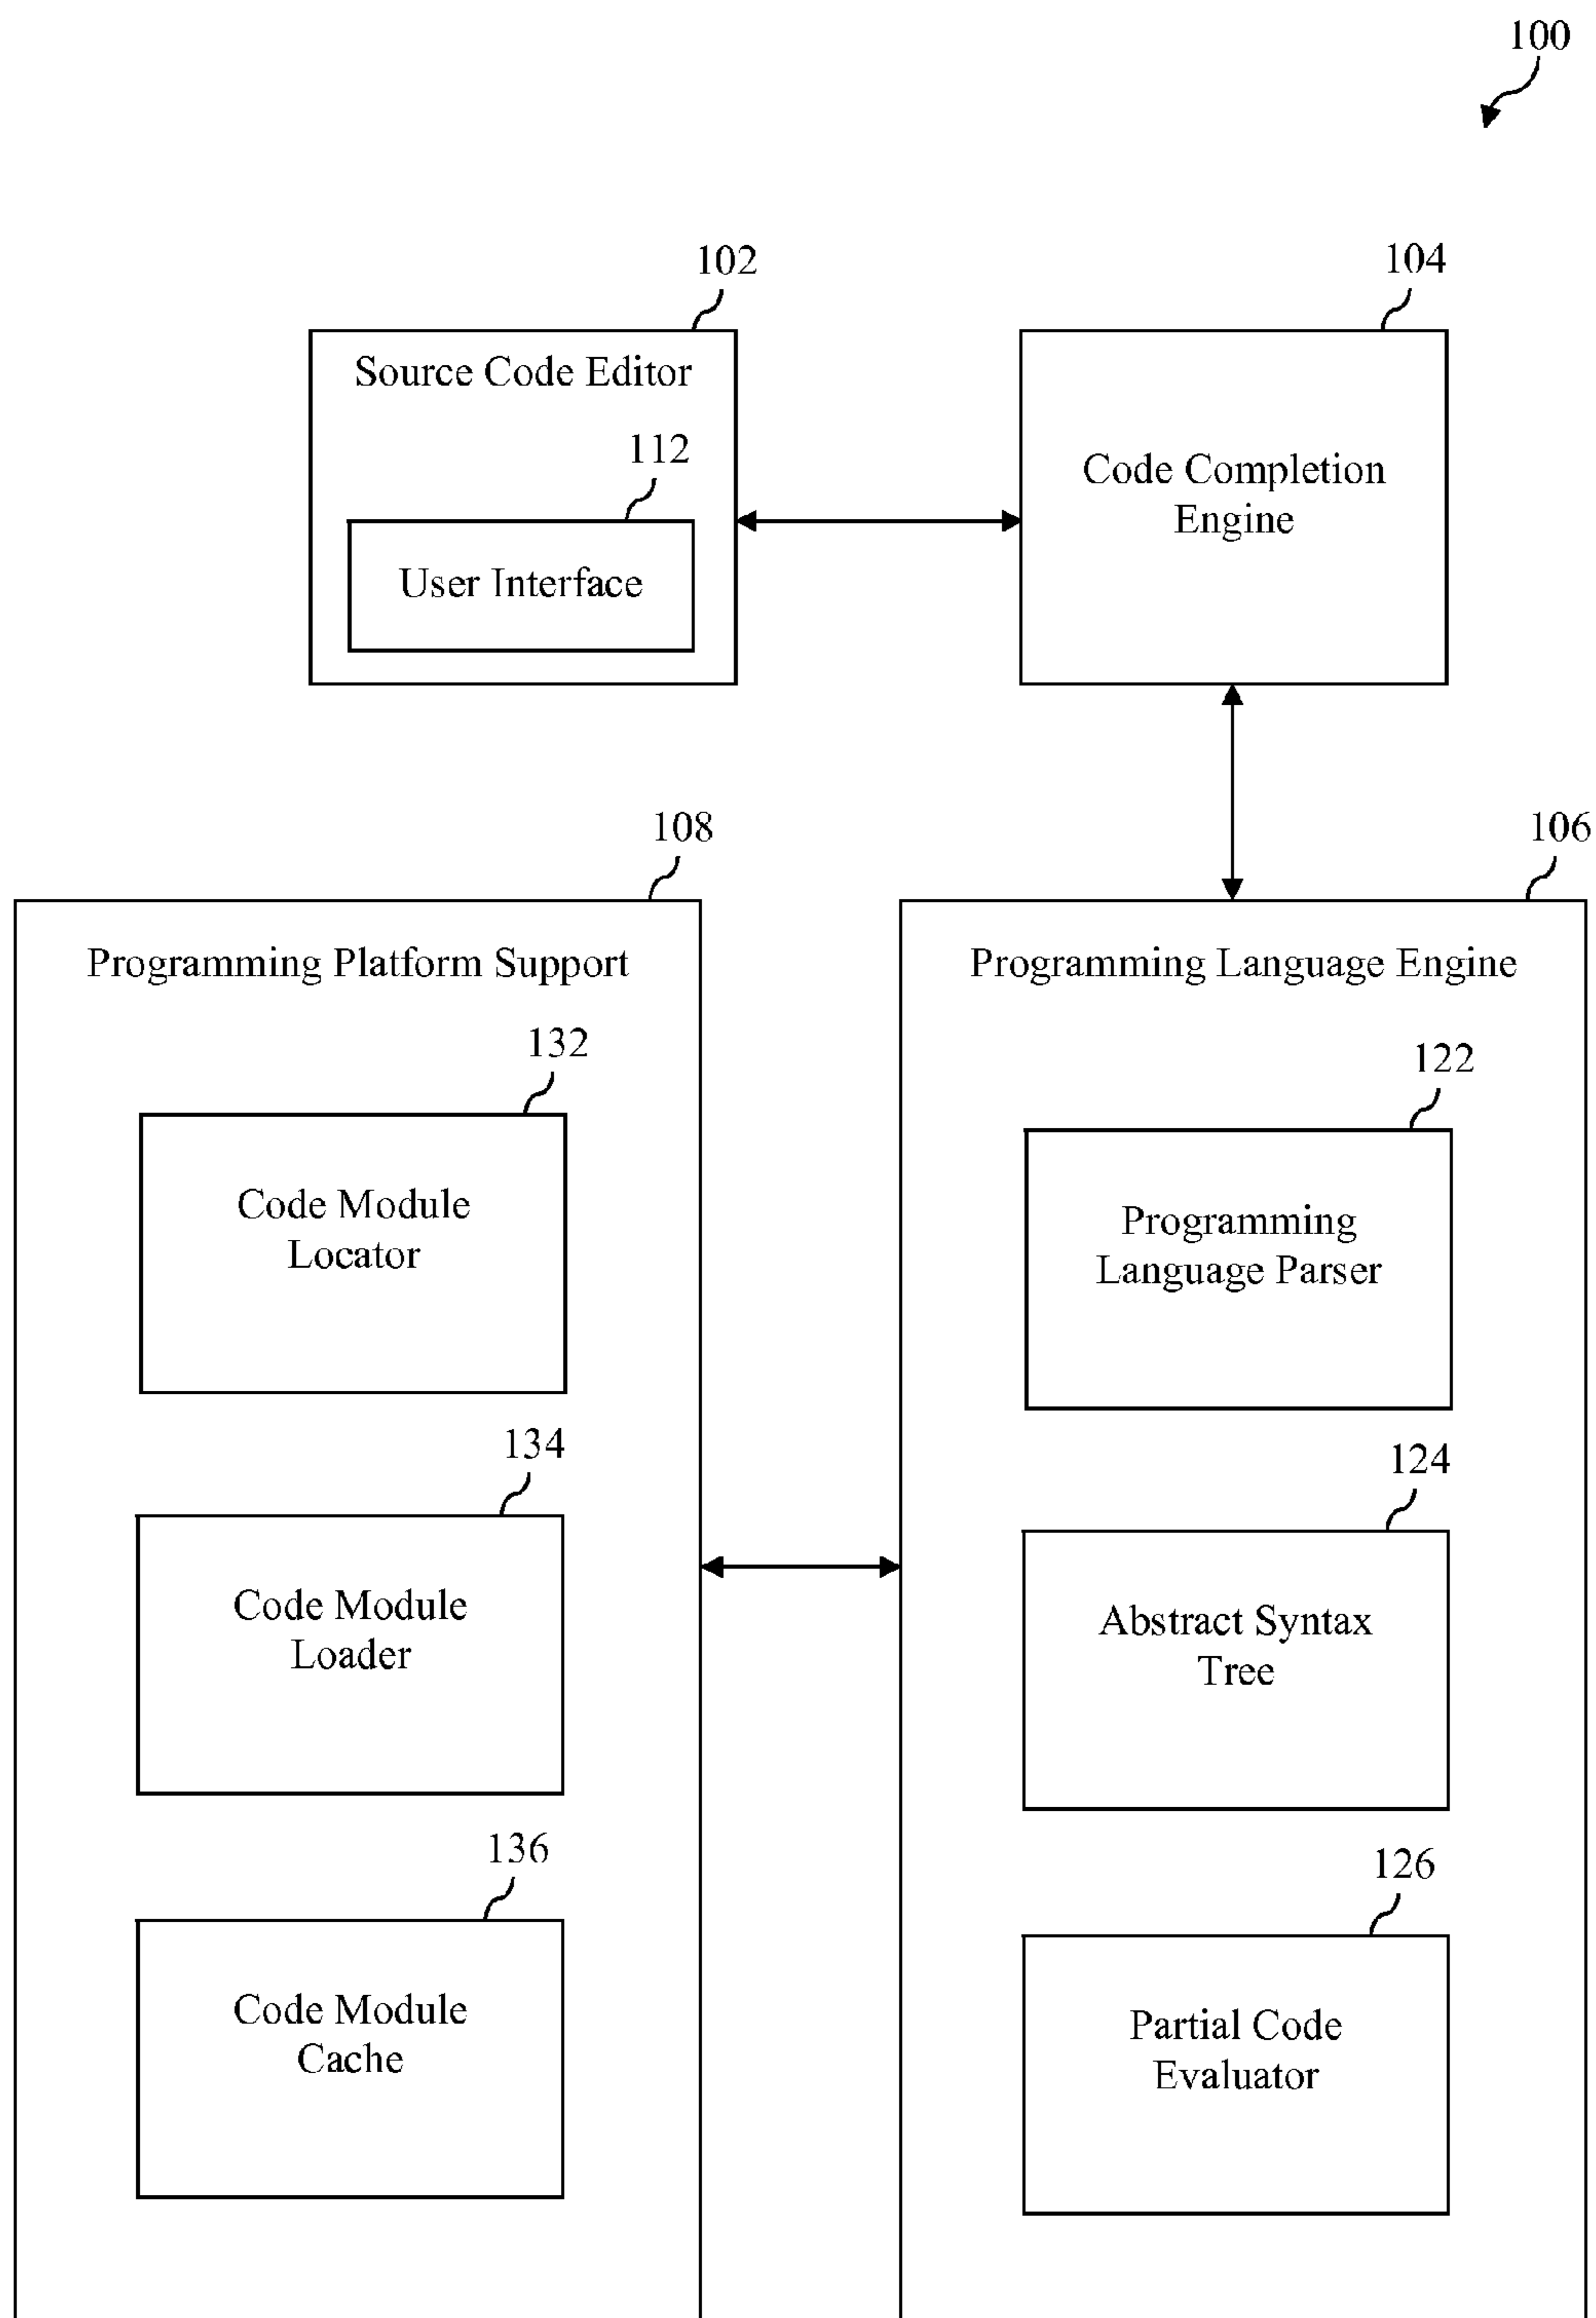 100
102
104
Source Code Editor
112
User Interface
Code Completion
Engine
108
106
Programming Platform Support
Programming Language Engine
132
Code Module
Locator
122
Programming
Language Parser
134
Code Module
Loader
124
Abstract Syntax
Tree
136
Code Module
Cache
126
Partial Code
Evaluator